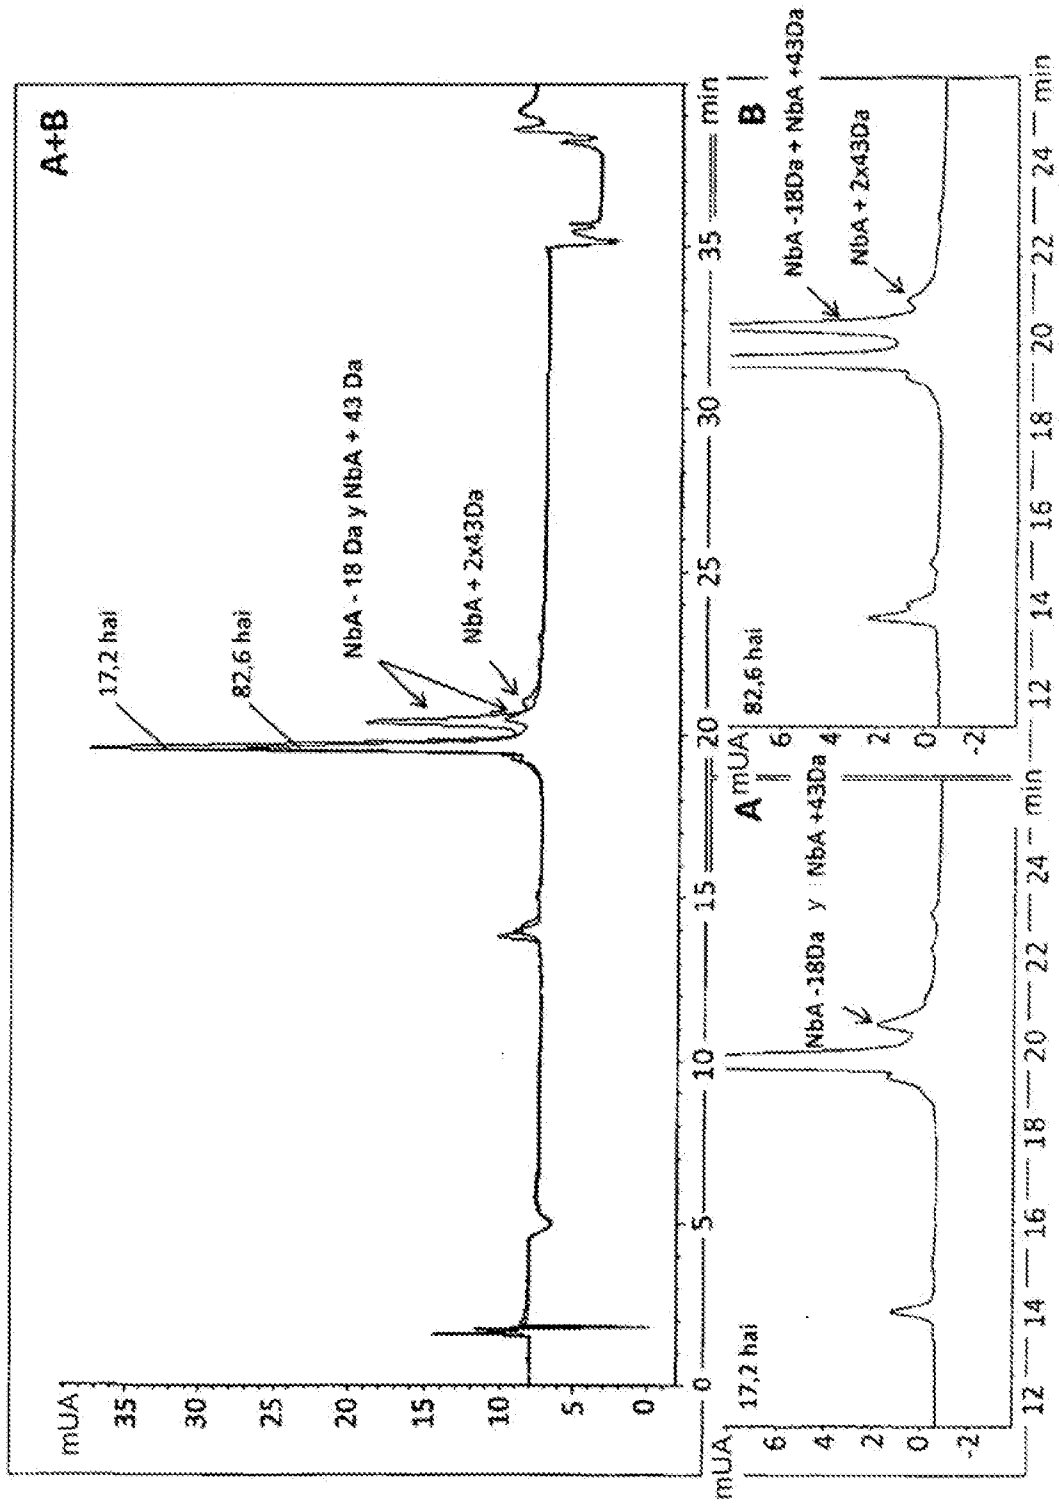 A+B
mUA
35
30
25
20
15
10
5
0
17,2 hai
82,6 hai
NbA - 18 Da y NbA + 43 Da
NbA + 2x43Da
0 5 10 15 20 25 30 35 min
A
mUA
6
4
2
0
-2
17,2 hai
NbA -18Da y NbA +43Da
12 14 16 18 20 22 24 min
B
mUA
6
4
2
0
-2
82,6 hai
NbA -18Da + NbA +43Da
NbA + 2x43Da
12 14 16 18 20 22 24 min